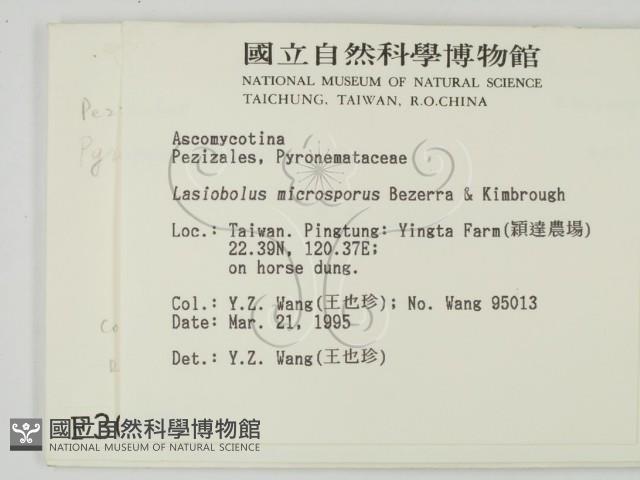 國立自然科學博物館
NATIONAL MUSEUM OF NATURAL SCIENCE
TAICHUNG, TAIWAN, R.O.CHINA
Ascomycotina
Pezizales, Pyronemataceae
Lasiobolus microsporus Bezerra & Kimbrough
Loc.: Taiwan. Pingtung: Yingta Farm(穎達農場)
22.39N, 120.37E;
on horse dung.
Col.: Y.Z. Wang(王也珍); No. Wang 95013
Date: Mar. 21, 1995
Det.: Y.Z. Wang(王也珍)
國立自然科學博物館
NATIONAL MUSEUM OF NATURAL SCIENCE